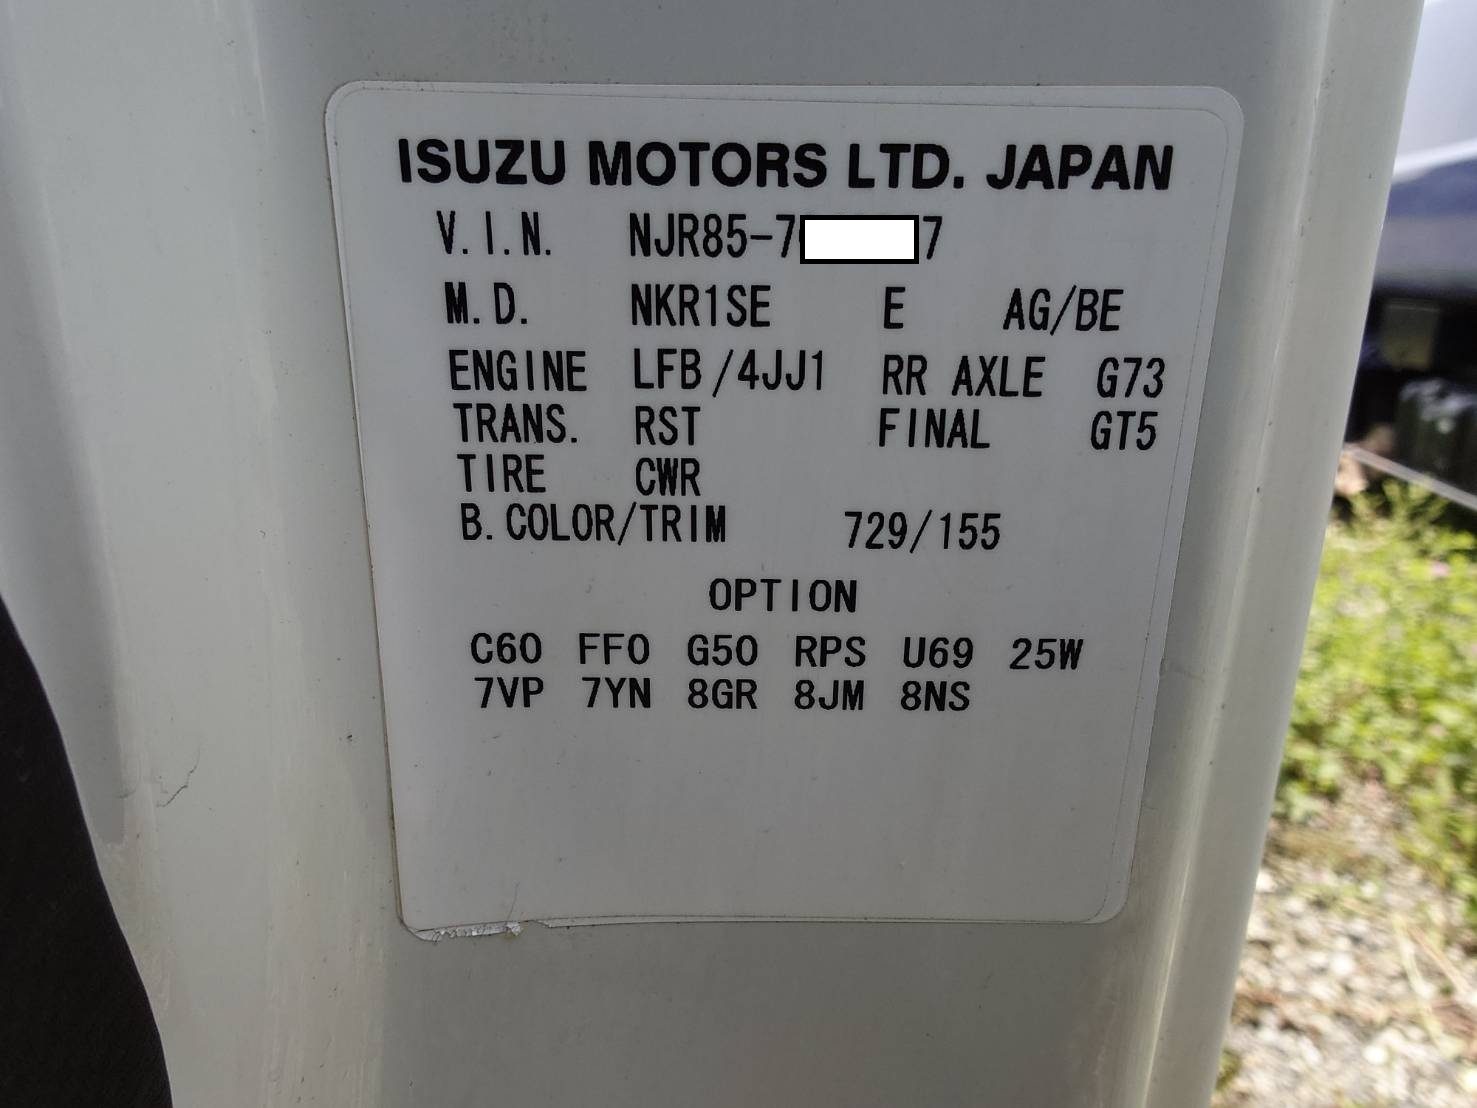 ISUZU MOTORS LTD. JAPAN
V.I.N. NJR85-7 7
M.D. NKR1SE E AG/BE
ENGINE LFB/4JJ1 RR AXLE G73
TRANS. RST FINAL GT5
TIRE CWR
B.COLOR/TRIM 729/155
OPTION
C60 FF0 G50 RPS U69 25W
7VP 7YN 8GR 8JM 8NS